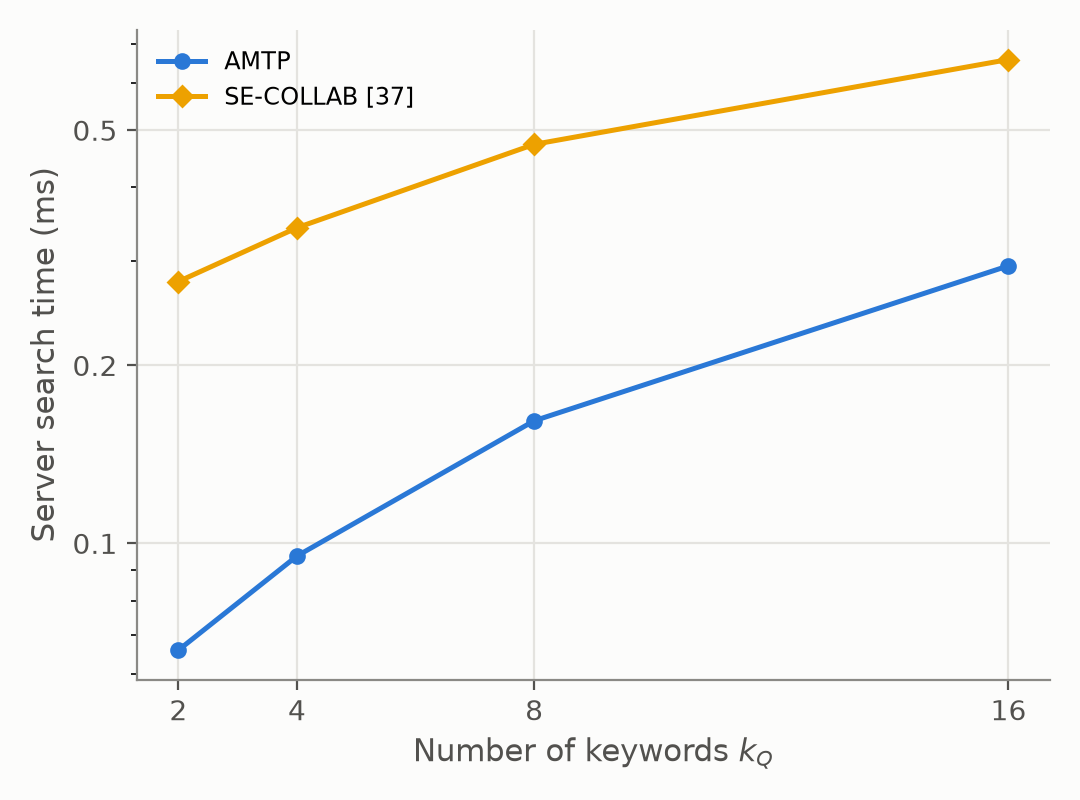 AMTP
SE-COLLAB [37]
Server search time (ms)
0.5
0.2
0.1
2 4 8 16
Number of keywords k_Q